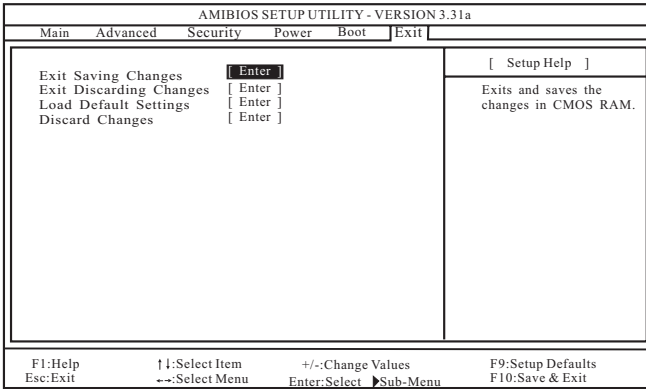 AMIBIOS SETUP UTILITY - VERSION 3.31a
Main Advanced Security Power Boot Exit
Exit Saving Changes [ Enter ]
Exit Discarding Changes [ Enter ]
Load Default Settings [ Enter ]
Discard Changes [ Enter ]
[ Setup Help ]
Exits and saves the
changes in CMOS RAM.
F1:Help ↑↓:Select Item +/-:Change Values F9:Setup Defaults
Esc:Exit ←→:Select Menu Enter:Select ▶Sub-Menu F10:Save & Exit